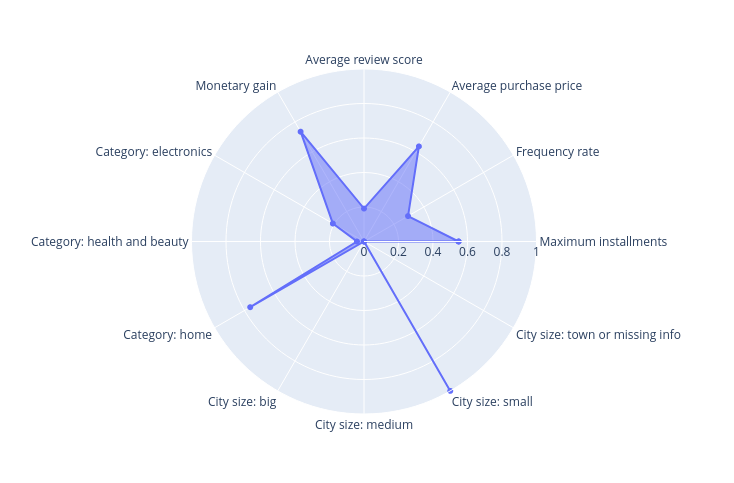 Average review score
Monetary gain
Average purchase price
Category: electronics
Frequency rate
Category: health and beauty
Maximum installments
0 0.2 0.4 0.6 0.8 1
Category: home
City size: town or missing info
City size: big
City size: small
City size: medium